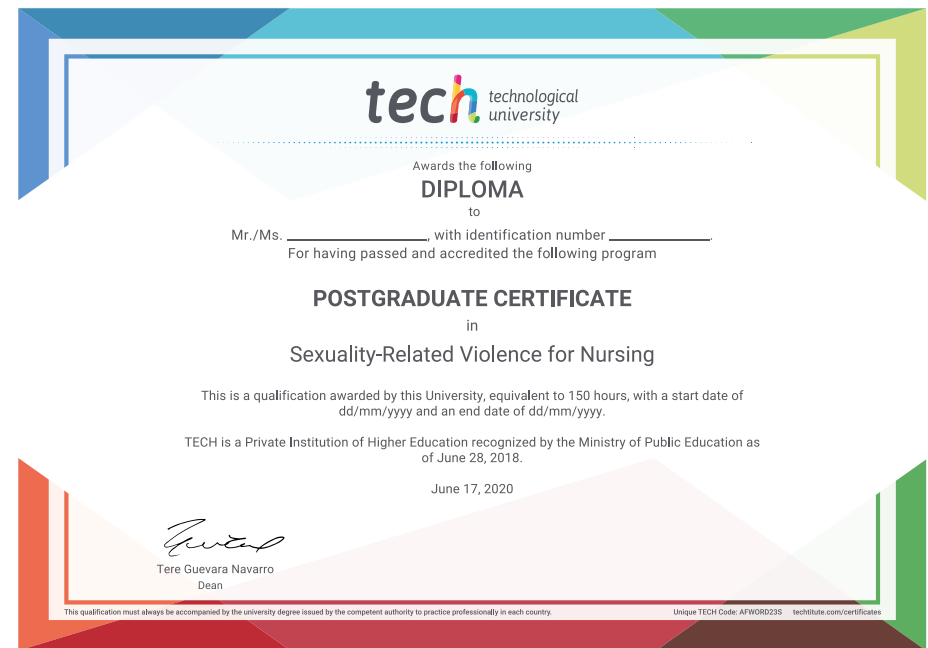 tech technological
university
Awards the following
DIPLOMA
to
Mr./Ms. ____________________, with identification number ______________.
For having passed and accredited the following program
POSTGRADUATE CERTIFICATE
in
Sexuality-Related Violence for Nursing
This is a qualification awarded by this University, equivalent to 150 hours, with a start date of
dd/mm/yyyy and an end date of dd/mm/yyyy.
TECH is a Private Institution of Higher Education recognized by the Ministry of Public Education as
of June 28, 2018.
June 17, 2020
Tere Guevara Navarro
Dean
This qualification must always be accompanied by the university degree issued by the competent authority to practice professionally in each country.
Unique TECH Code: AFWORD23S techtitute.com/certificates